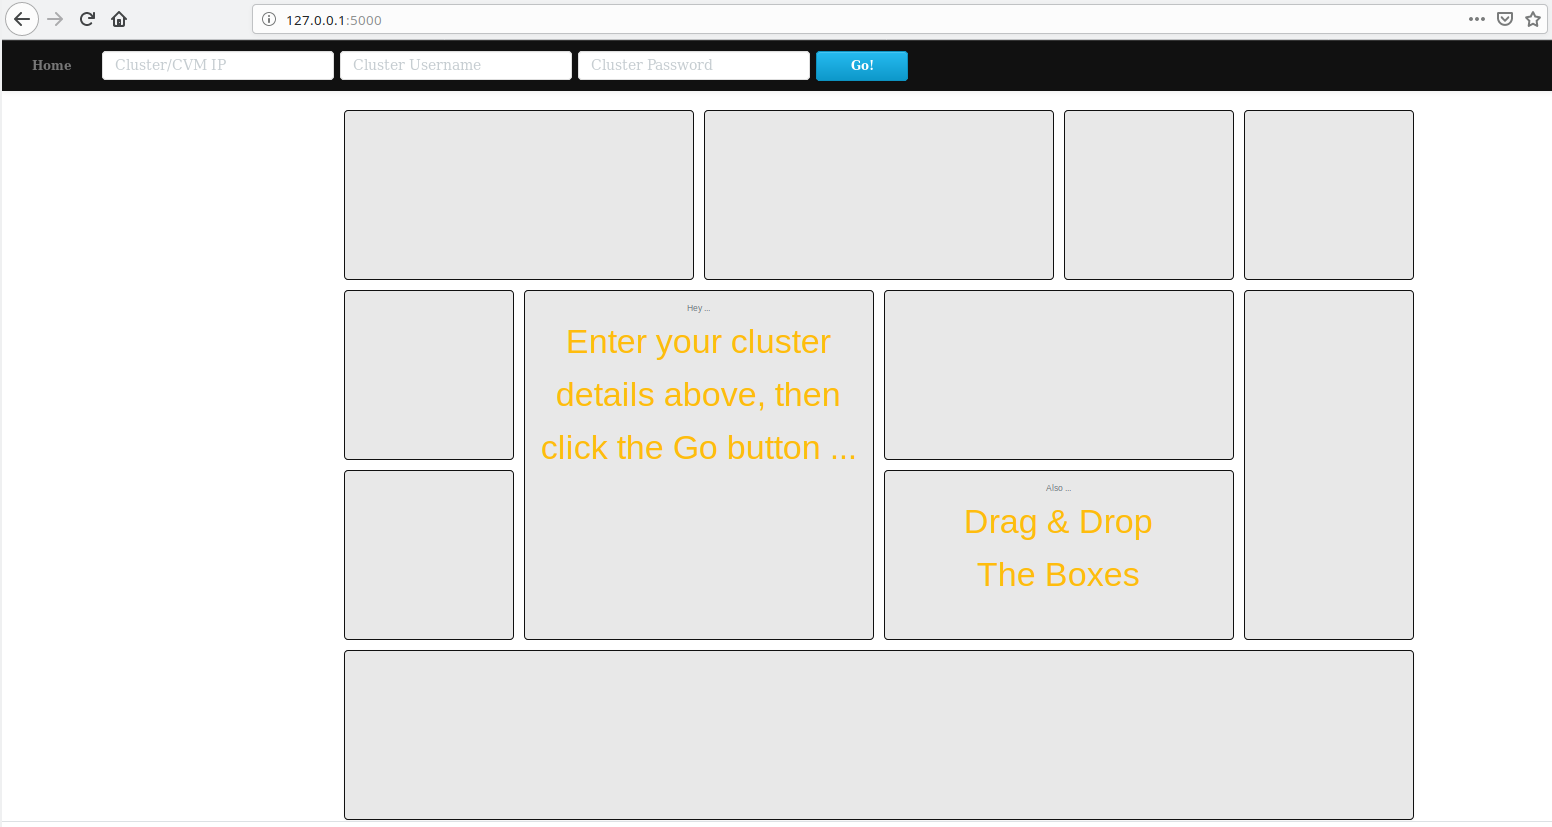 127.0.0.1:5000
Home
Cluster/CVM IP
Cluster Username
Cluster Password
Go!
Hey ...
Enter your cluster
details above, then
click the Go button ...
Also ...
Drag & Drop
The Boxes